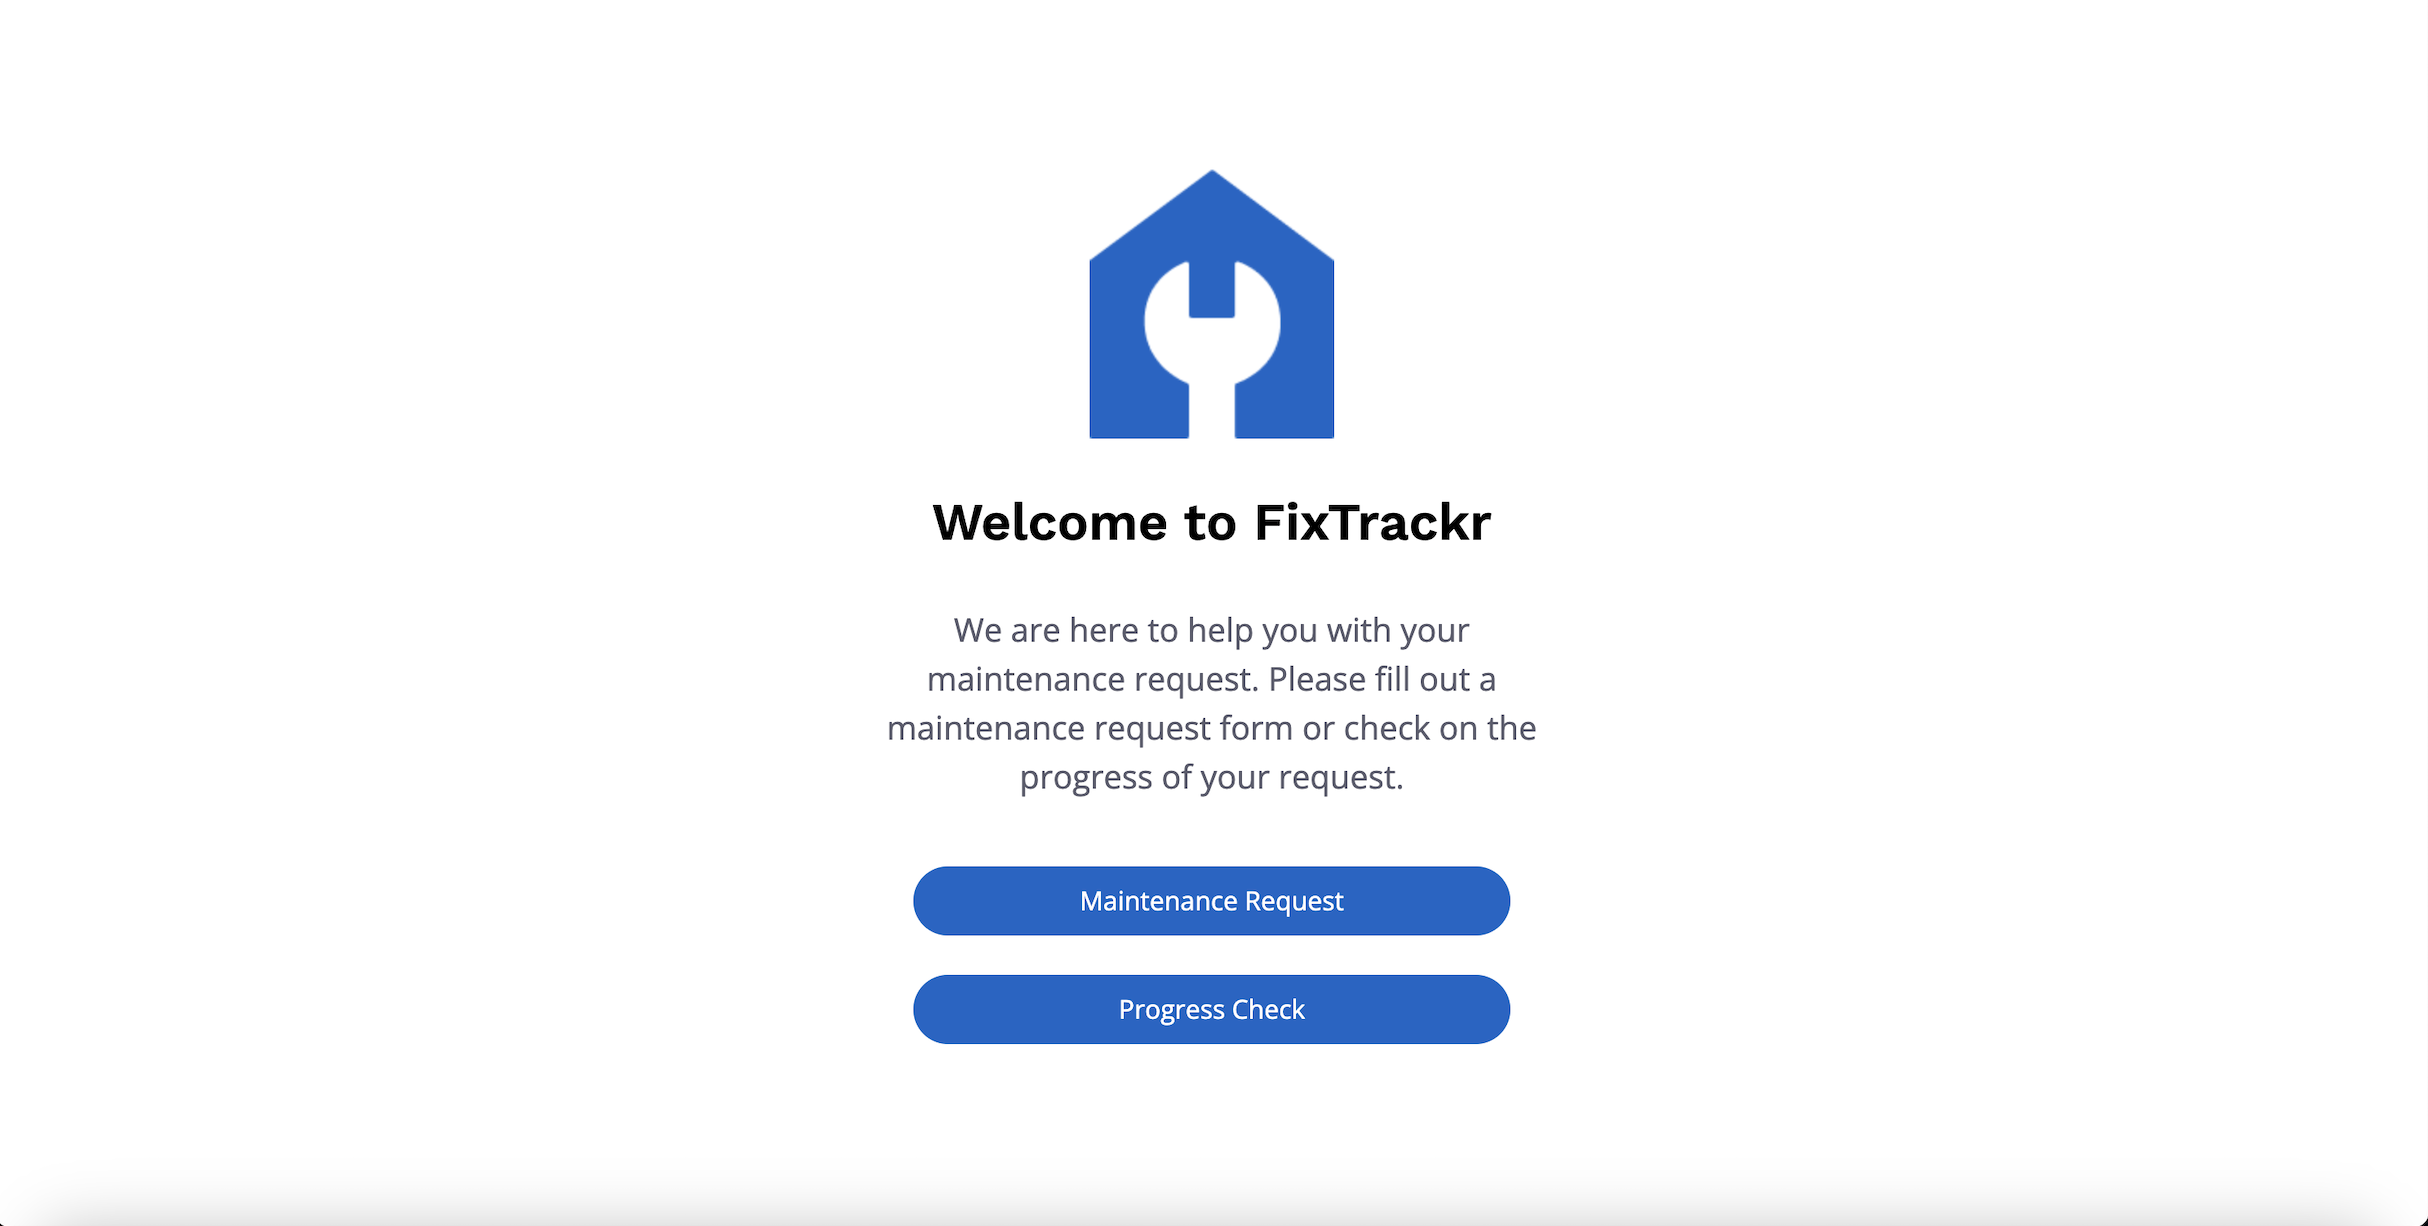 Welcome to FixTrackr
We are here to help you with your
maintenance request. Please fill out a
maintenance request form or check on the
progress of your request.
Maintenance Request
Progress Check